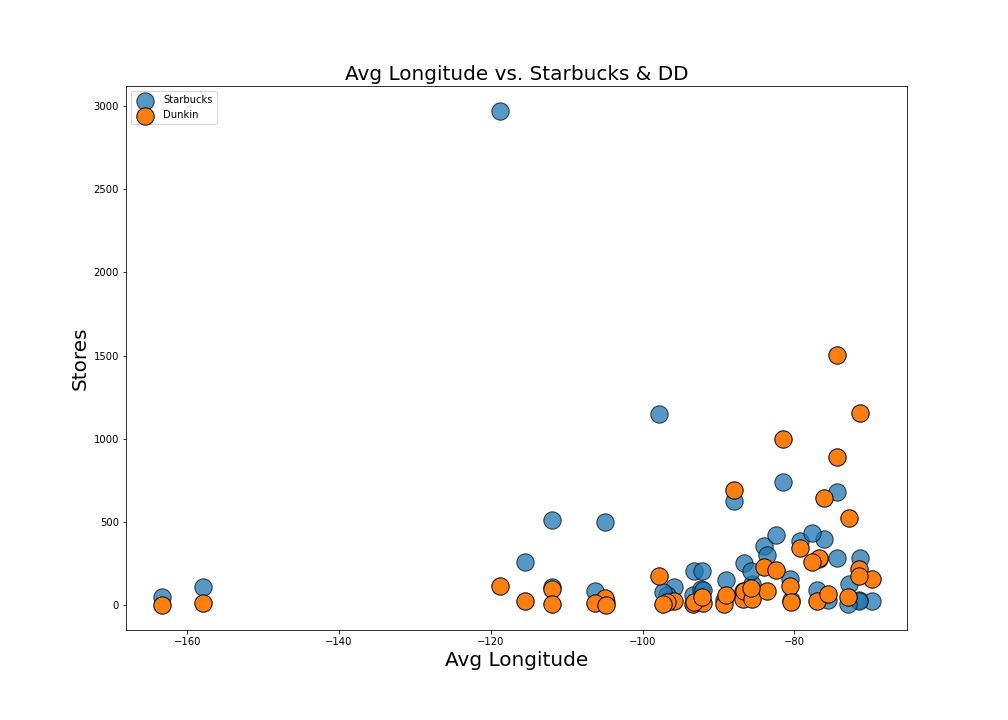 Avg Longitude vs. Starbucks & DD
Starbucks
Dunkin
3000
2500
2000
1500
1000
500
0
Stores
−160
−140
−120
−100
−80
Avg Longitude